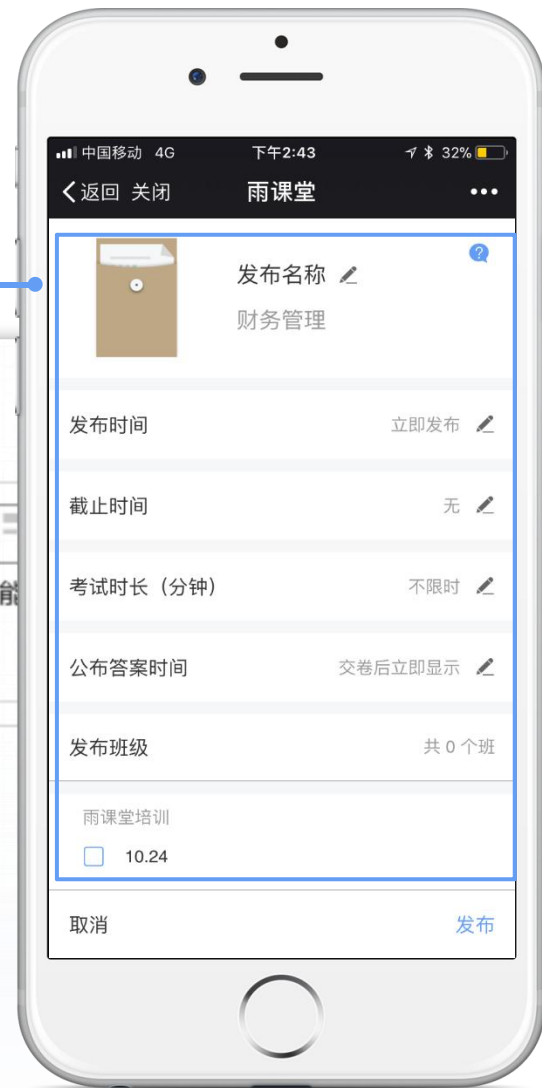 中国移动 4G 下午2:43 32%
返回 关闭 雨课堂
发布名称
财务管理
发布时间 立即发布
截止时间 无
考试时长（分钟） 不限时
公布答案时间 交卷后立即显示
发布班级 共 0 个班
雨课堂培训
10.24
取消 发布
能